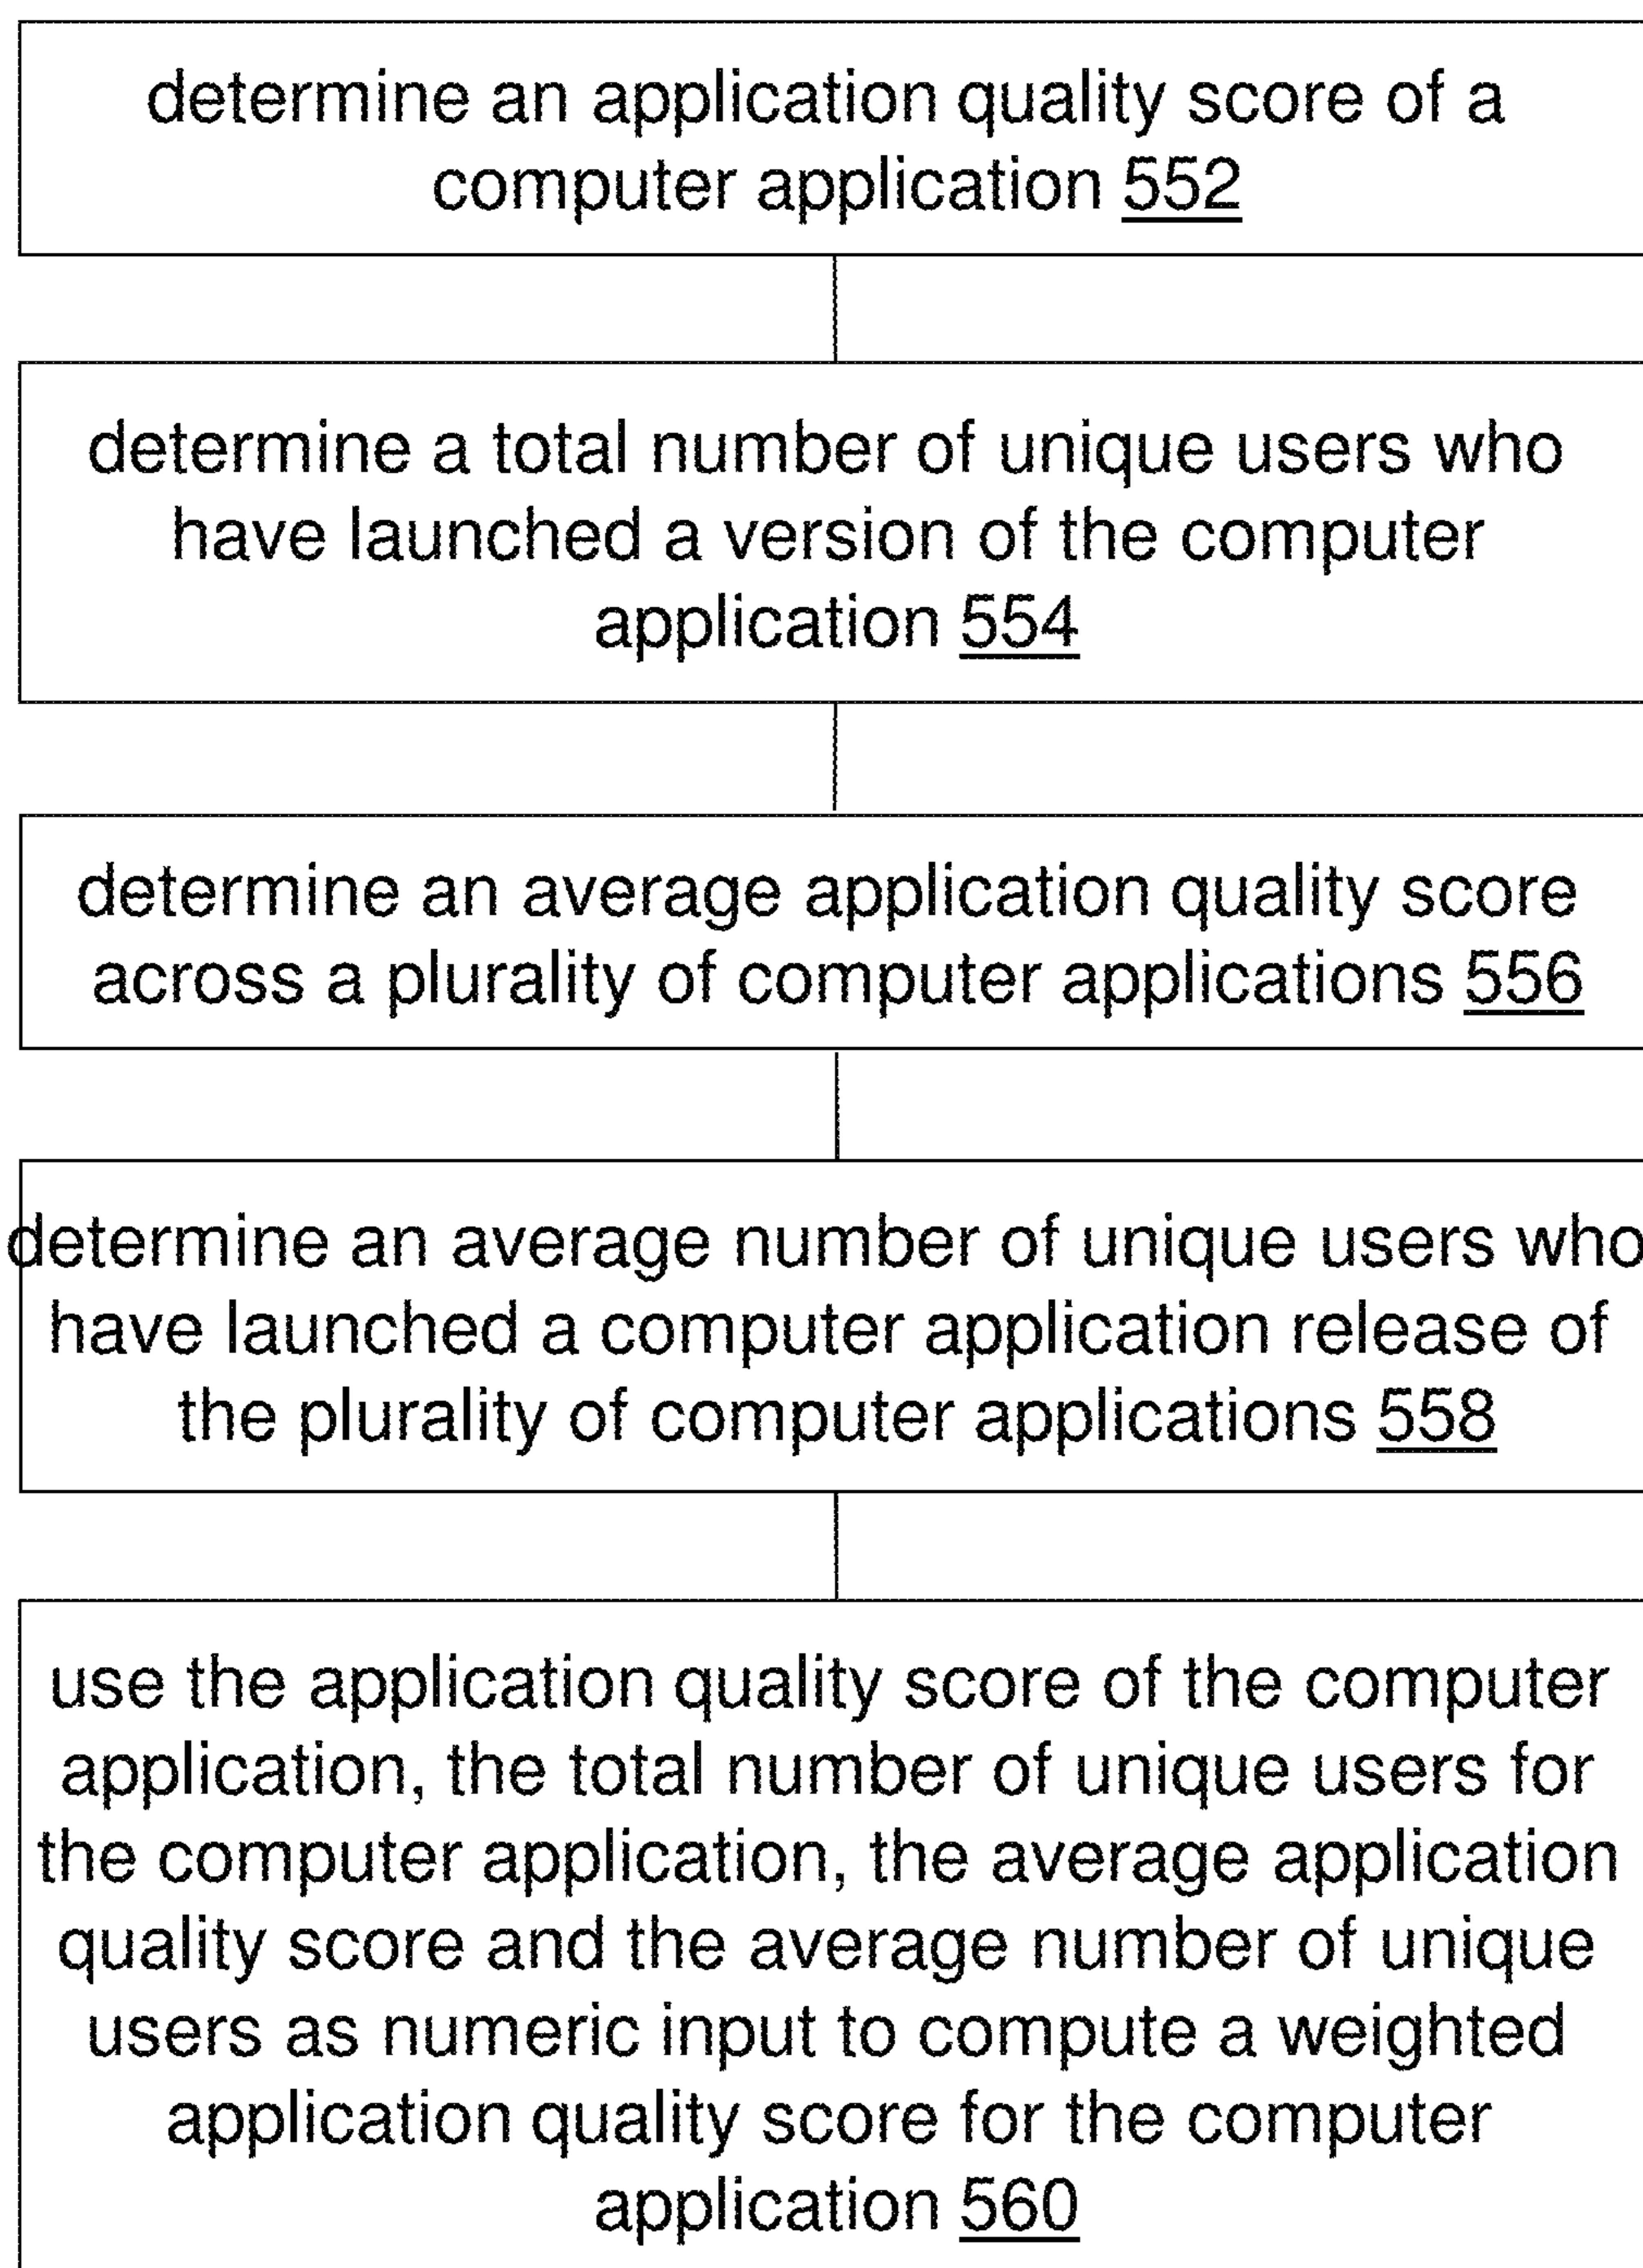 determine an application quality score of a
computer application 552
determine a total number of unique users who
have launched a version of the computer
application 554
determine an average application quality score
across a plurality of computer applications 556
determine an average number of unique users who
have launched a computer application release of
the plurality of computer applications 558
use the application quality score of the computer
application, the total number of unique users for
the computer application, the average application
quality score and the average number of unique
users as numeric input to compute a weighted
application quality score for the computer
application 560